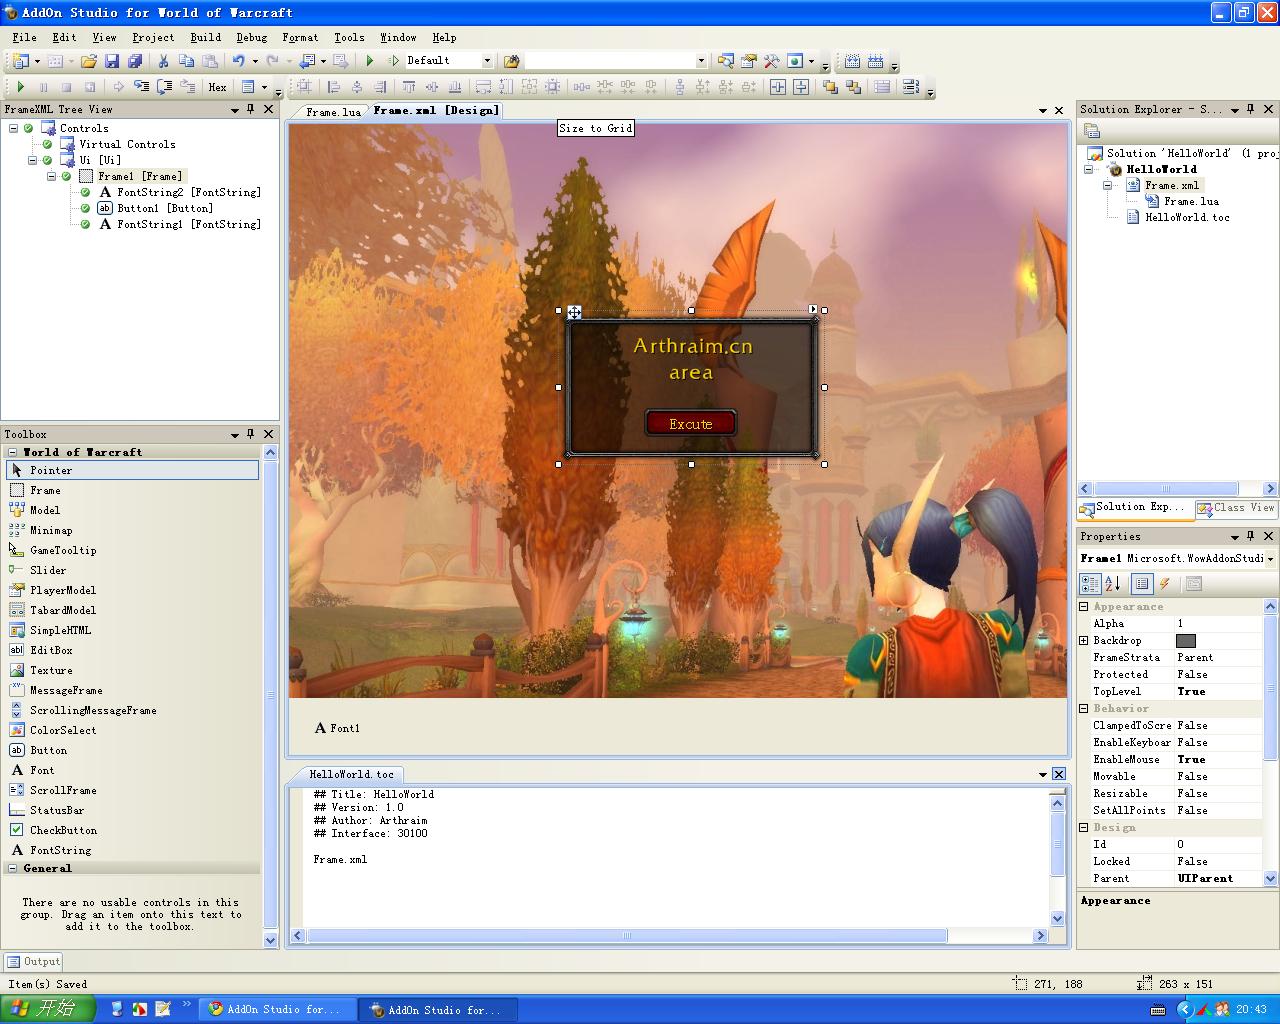 AddOn Studio for World of Warcraft
File Edit View Project Build Debug Format Tools Window Help
Default
Hex
FrameXML Tree View
Controls
Virtual Controls
Ui [Ui]
Frame1 [Frame]
FontString2 [FontString]
Button1 [Button]
FontString1 [FontString]
Toolbox
World of Warcraft
Pointer
Frame
Model
Minimap
GameTooltip
Slider
PlayerModel
TabardModel
SimpleHTML
EditBox
Texture
MessageFrame
ScrollingMessageFrame
ColorSelect
Button
Font
ScrollFrame
StatusBar
CheckButton
FontString
General
There are no usable controls in this
group. Drag an item onto this text to
add it to the toolbox.
Frame.lua Frame.xml [Design]
Size to Grid
Arthraim.cn
area
Excute
A Font1
HelloWorld.toc
## Title: HelloWorld
## Version: 1.0
## Author: Arthraim
## Interface: 30100
Frame.xml
Solution Explorer - S...
Solution 'HelloWorld' (1 proj
HelloWorld
Frame.xml
Frame.lua
HelloWorld.toc
Solution Exp... Class View
Properties
Frame1 Microsoft.WowAddonStudi
Appearance
Alpha 1
Backdrop
FrameStrata Parent
Protected False
TopLevel True
Behavior
ClampedToScre False
EnableKeyboar False
EnableMouse True
Movable False
Resizable False
SetAllPoints False
Design
Id 0
Locked False
Parent UIParent
Appearance
Output
Item(s) Saved 271, 188 263 x 151
开始 AddOn Studio for... AddOn Studio for... 20:43